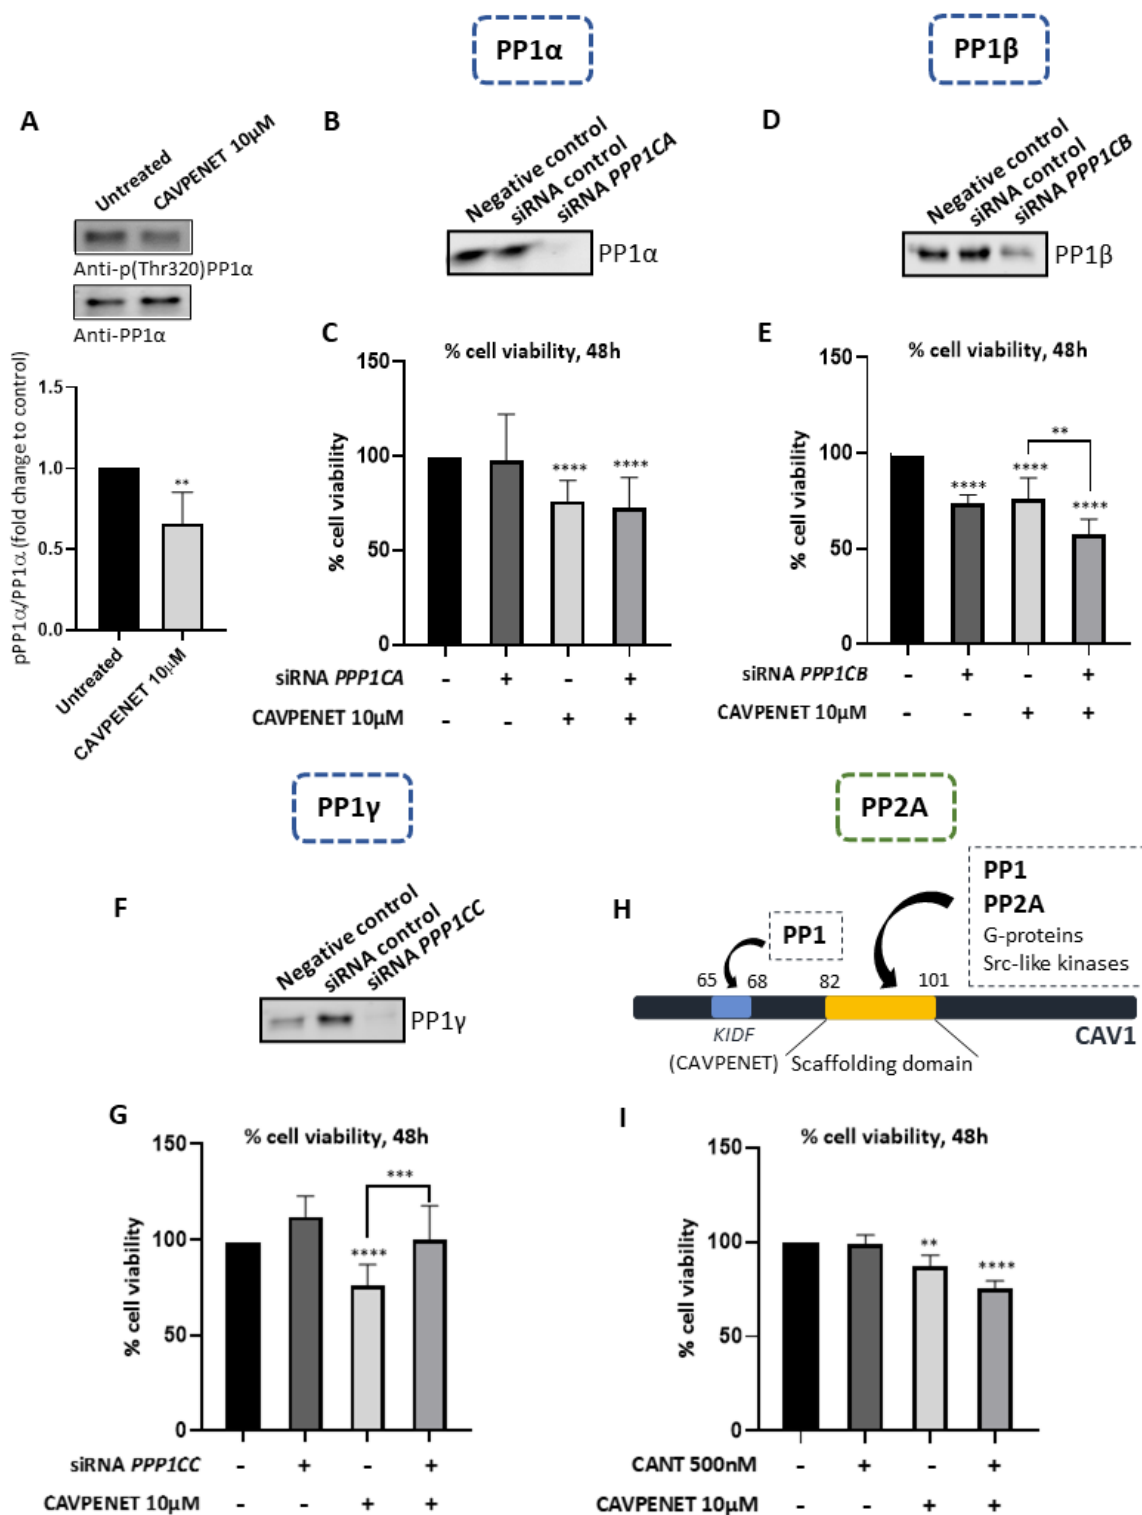 PP1α
PP1β
A
Untreated
CAVPENET 10µM
Anti-p(Thr320)PP1α
Anti-PP1α
pPP1α/PP1α (fold change to control)
1.5
1.0
0.5
0.0
**
Untreated
CAVPENET 10µM
B
Negative control
siRNA control
siRNA PPP1CA
PP1α
C
% cell viability, 48h
% cell viability
150
100
50
0
****
****
siRNA PPP1CA - + - +
CAVPENET 10µM - - + +
D
Negative control
siRNA control
siRNA PPP1CB
PP1β
E
% cell viability, 48h
% cell viability
150
100
50
0
**
****
****
****
siRNA PPP1CB - + - +
CAVPENET 10µM - - + +
PP1γ
PP2A
F
Negative control
siRNA control
siRNA PPP1CC
PP1γ
G
% cell viability, 48h
% cell viability
150
100
50
0
***
****
siRNA PPP1CC - + - +
CAVPENET 10µM - - + +
H
PP1
PP1
PP2A
G-proteins
Src-like kinases
65 68 82 101
KIDF
(CAVPENET)
Scaffolding domain
CAV1
I
% cell viability, 48h
% cell viability
150
100
50
0
**
****
CANT 500nM - + - +
CAVPENET 10µM - - + +